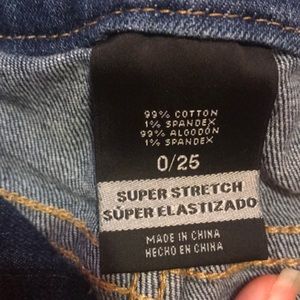 99% COTTON
1% SPANDEX
99% ALGODON
1% SPANDEX
0/25
SUPER STRETCH
SÚPER ELASTIZADO
MADE IN CHINA
HECHO EN CHINA